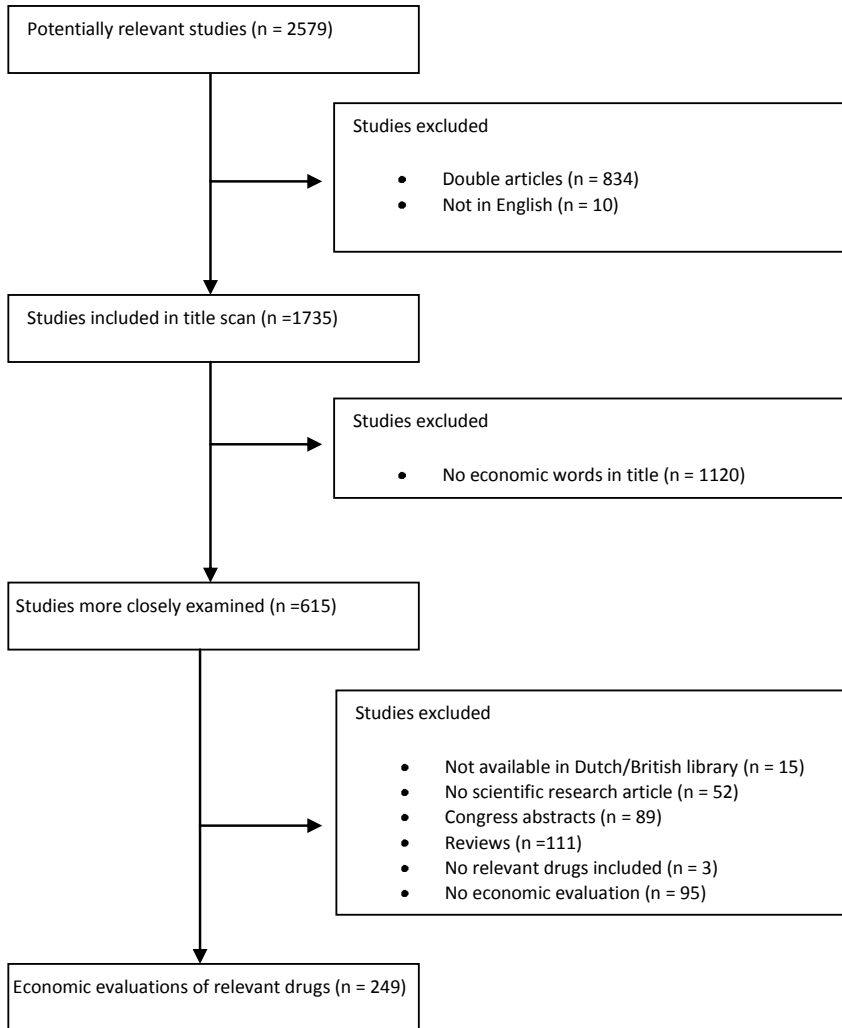 Potentially relevant studies (n = 2579)
Studies excluded
• Double articles (n = 834)
• Not in English (n = 10)
Studies included in title scan (n =1735)
Studies excluded
• No economic words in title (n = 1120)
Studies more closely examined (n =615)
Studies excluded
• Not available in Dutch/British library (n = 15)
• No scientific research article (n = 52)
• Congress abstracts (n = 89)
• Reviews (n =111)
• No relevant drugs included (n = 3)
• No economic evaluation (n = 95)
Economic evaluations of relevant drugs (n = 249)